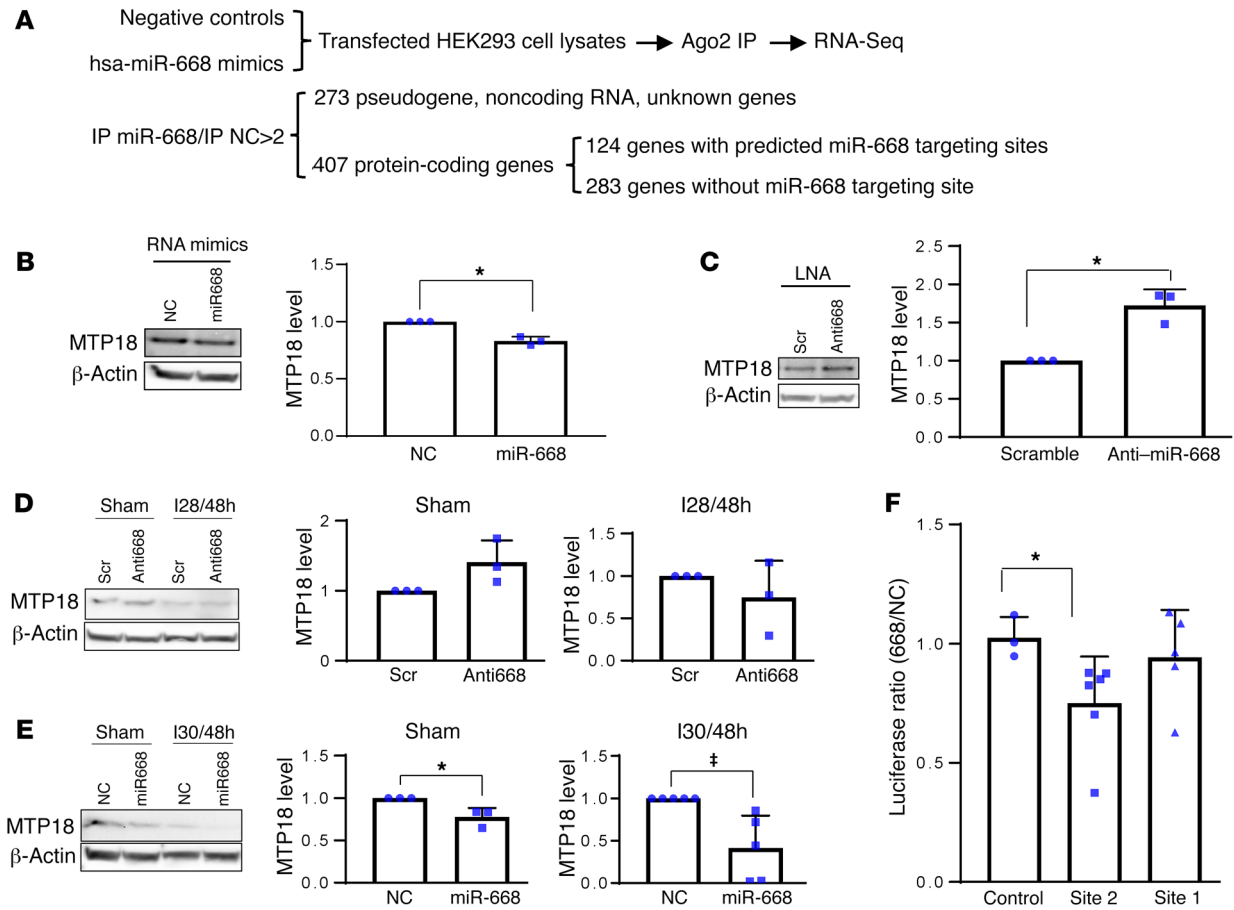 A
Negative controls
hsa-miR-668 mimics
Transfected HEK293 cell lysates
Ago2 IP
RNA-Seq
IP miR-668/IP NC>2
273 pseudogene, noncoding RNA, unknown genes
407 protein-coding genes
124 genes with predicted miR-668 targeting sites
283 genes without miR-668 targeting site
B
RNA mimics
NC
miR668
MTP18
β-Actin
MTP18 level
1.5
1.0
0.5
0.0
*
NC
miR-668
C
LNA
Scr
Anti668
MTP18
β-Actin
MTP18 level
2.5
2.0
1.5
1.0
0.5
0.0
*
Scramble
Anti–miR-668
D
Sham
I28/48h
Scr
Anti668
Scr
Anti668
MTP18
β-Actin
Sham
MTP18 level
2
1
0
Scr
Anti668
I28/48h
MTP18 level
1.5
1.0
0.5
0.0
Scr
Anti668
E
Sham
I30/48h
NC
miR668
NC
miR668
MTP18
β-Actin
Sham
MTP18 level
1.5
1.0
0.5
0.0
*
NC
miR-668
I30/48h
MTP18 level
1.5
1.0
0.5
0.0
‡
NC
miR-668
F
Luciferase ratio (668/NC)
1.5
1.0
0.5
0.0
*
Control
Site 2
Site 1